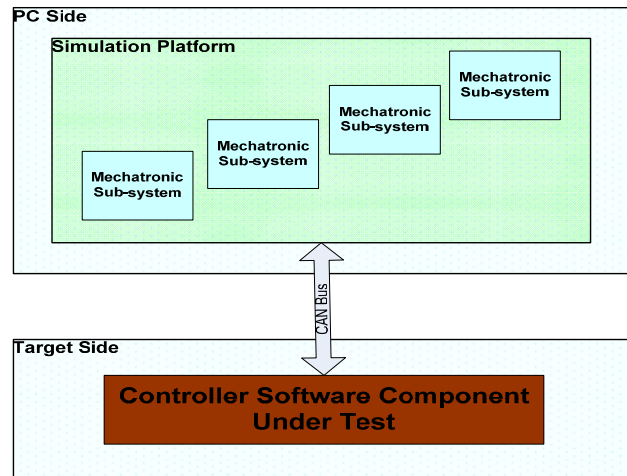 PC Side
Simulation Platform
Mechatronic
Sub-system
Mechatronic
Sub-system
Mechatronic
Sub-system
Mechatronic
Sub-system
CAN Bus
Target Side
Controller Software Component
Under Test